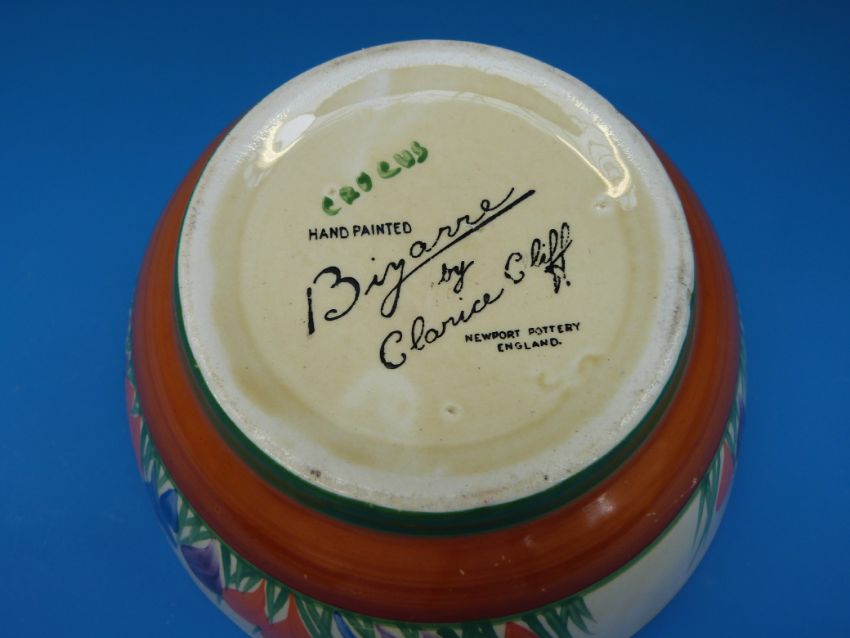 CROCUS
HAND PAINTED
Bizarre
by
Clarice Cliff
NEWPORT POTTERY
ENGLAND.